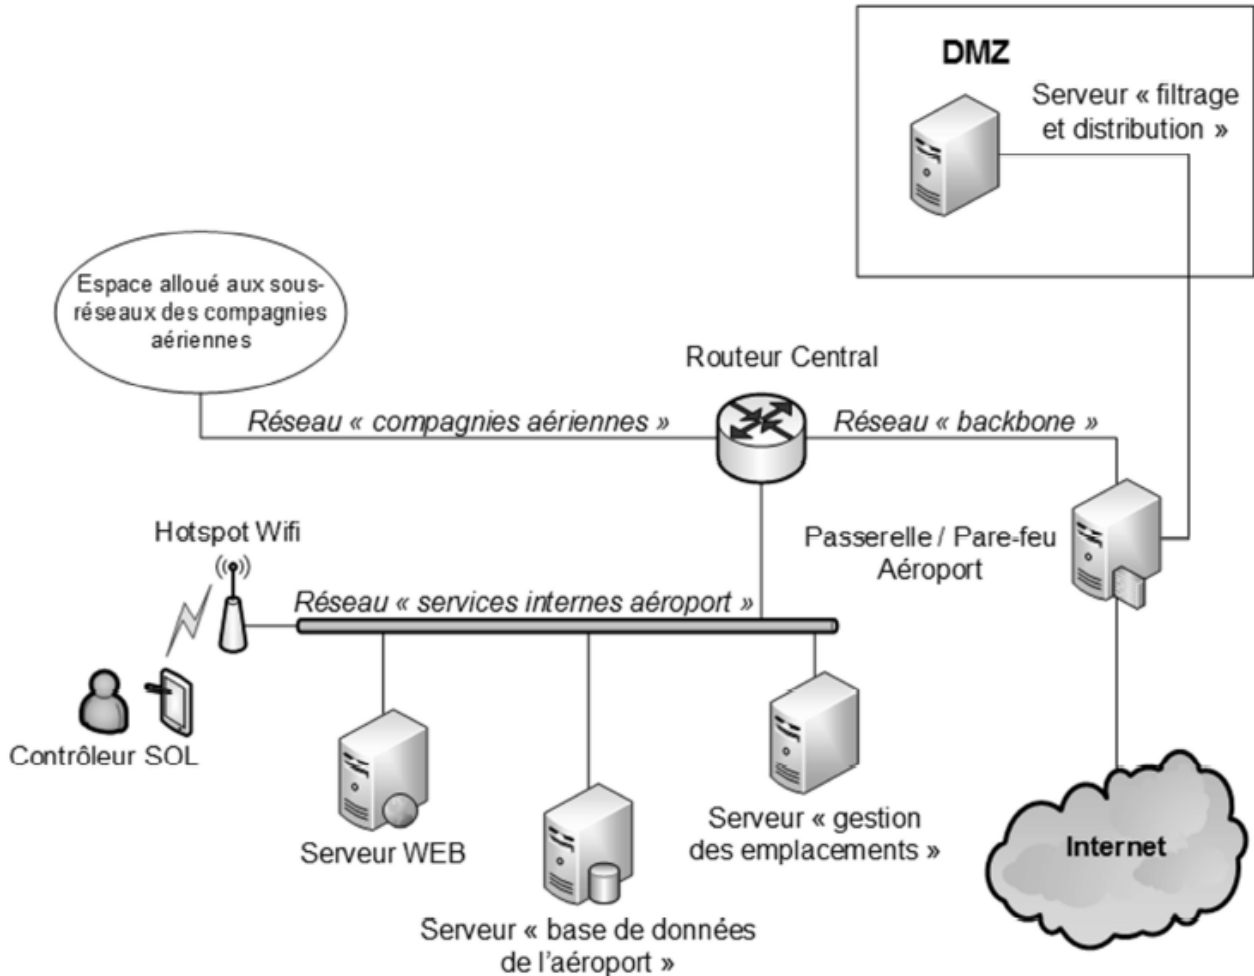 DMZ
Serveur « filtrage
et distribution »
Espace alloué aux sous-
réseaux des compagnies
aériennes
Routeur Central
Réseau « compagnies aériennes »
Réseau « backbone »
Hotspot Wifi
Passerelle / Pare-feu
Aéroport
Réseau « services internes aéroport »
Contrôleur SOL
Serveur WEB
Serveur « gestion
des emplacements »
Internet
Serveur « base de données
de l'aéroport »